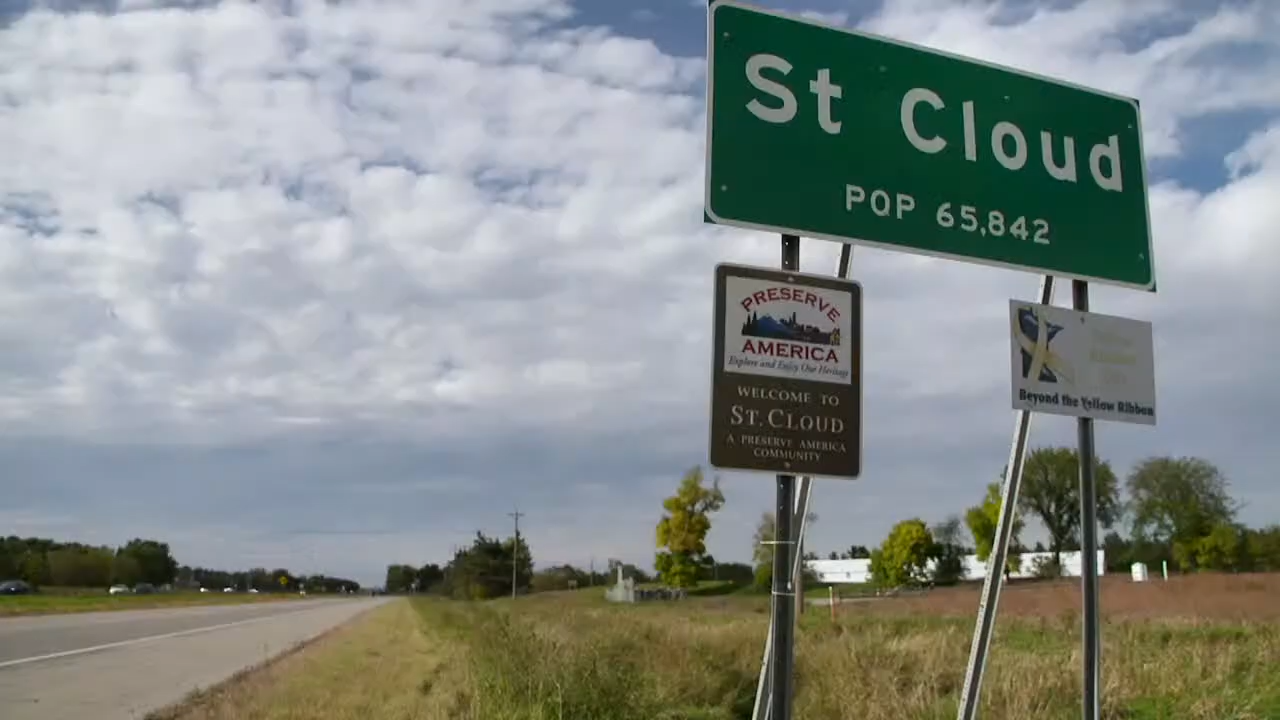 St Cloud
POP 65,842
PRESERVE
AMERICA
Explore and Enjoy Our Heritage
WELCOME TO
ST. CLOUD
A PRESERVE AMERICA
COMMUNITY
Beyond the Yellow Ribbon